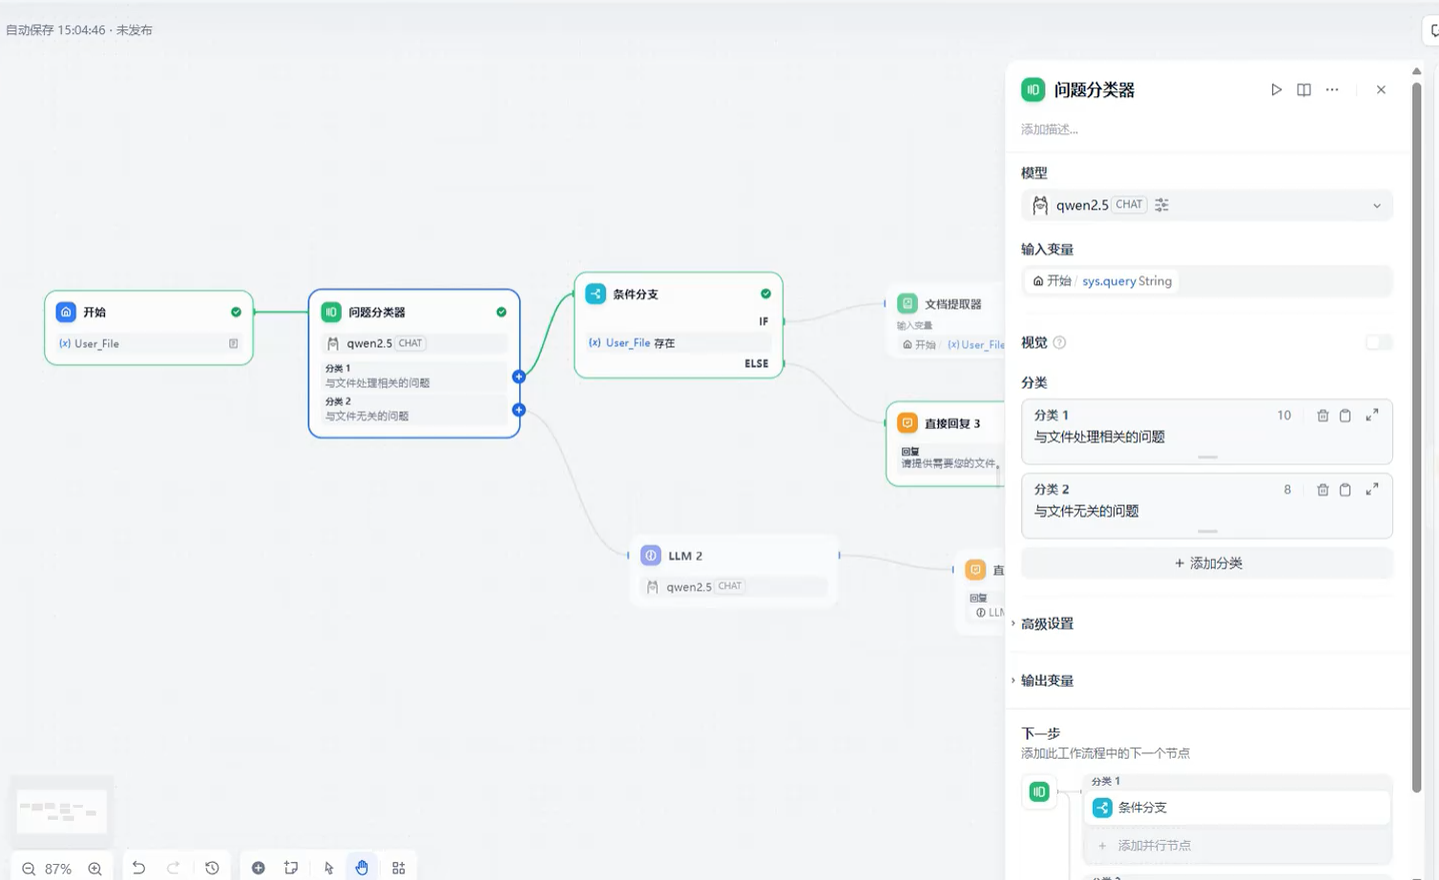 自动保存 15:04:46 · 未发布
开始
(x) User_File
问题分类器
qwen2.5 CHAT
分类 1
与文件处理相关的问题
分类 2
与文件无关的问题
条件分支
IF
(x) User_File 存在
ELSE
文档提取器
输入变量
开始 / (x) User_File
直接回复 3
回复
请提供需要您的文件。
LLM 2
qwen2.5 CHAT
直
回复
LLM
87%
问题分类器
添加描述...
模型
qwen2.5 CHAT
输入变量
开始 / sys.query String
视觉
分类
分类 1 10
与文件处理相关的问题
分类 2 8
与文件无关的问题
+ 添加分类
高级设置
输出变量
下一步
添加此工作流程中的下一个节点
分类 1
条件分支
+ 添加并行节点